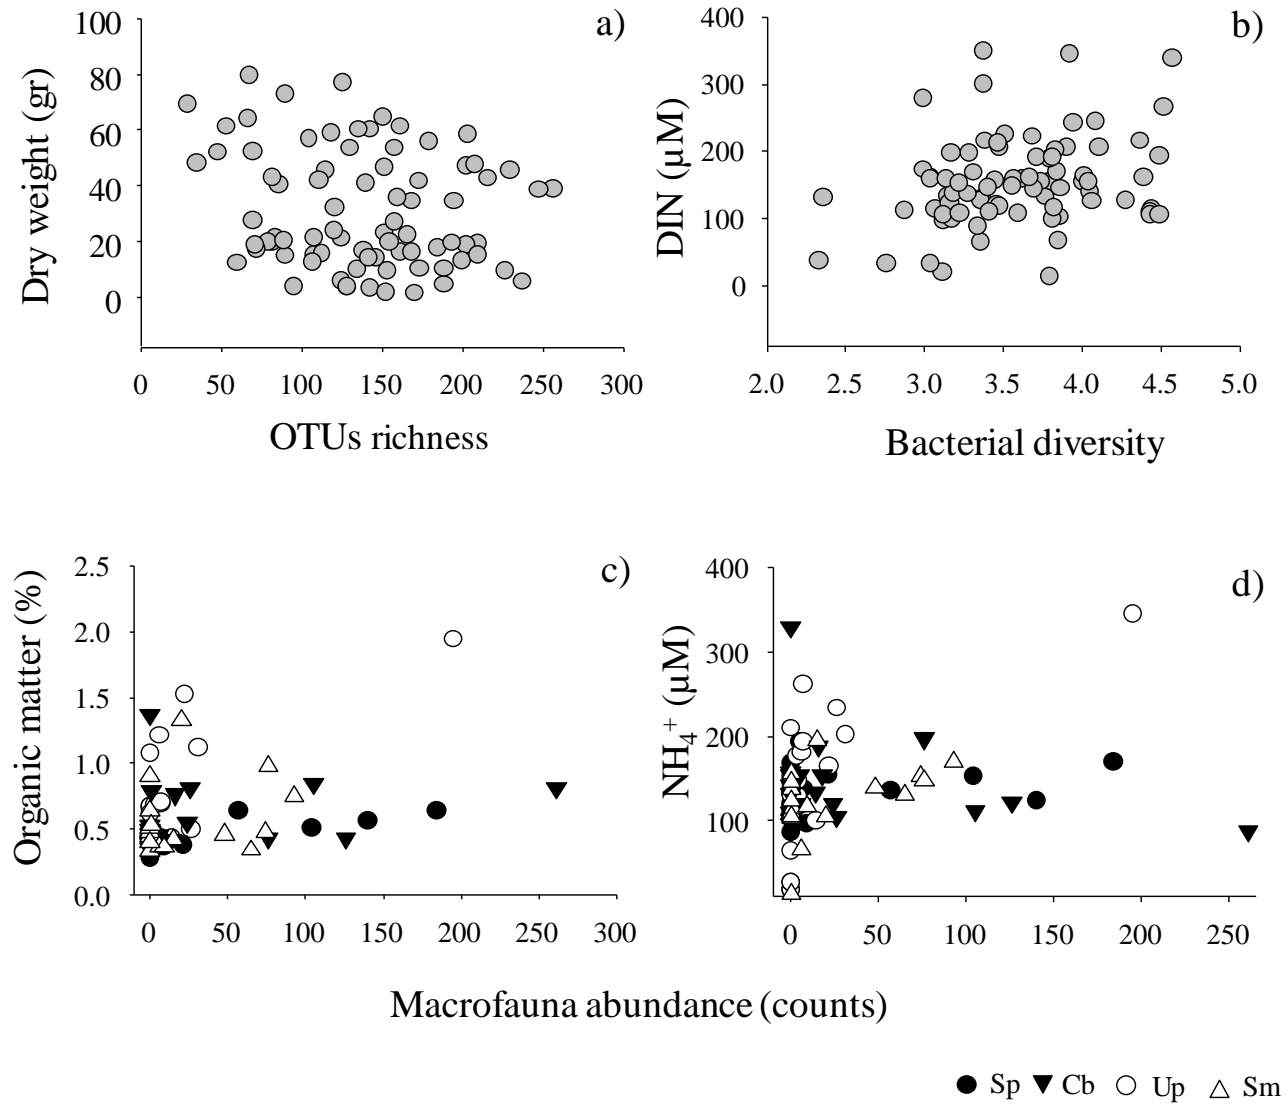 a)
100
80
60
40
20
0
Dry weight (gr)
0 50 100 150 200 250 300
OTUs richness
b)
400
300
200
100
0
DIN (µM)
2.0 2.5 3.0 3.5 4.0 4.5 5.0
Bacterial diversity
c)
2.5
2.0
1.5
1.0
0.5
0.0
Organic matter (%)
0 50 100 150 200 250 300
d)
400
300
200
100
NH₄⁺ (µM)
0 50 100 150 200 250
Macrofauna abundance (counts)
Sp Cb Up Sm